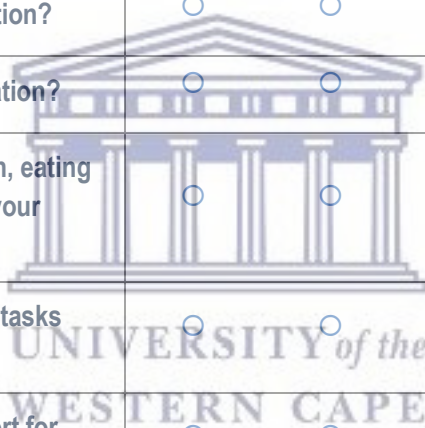 tion?
ation?
n, eating
your
tasks
UNIVERSITY of the
WESTERN CAPE
rt for